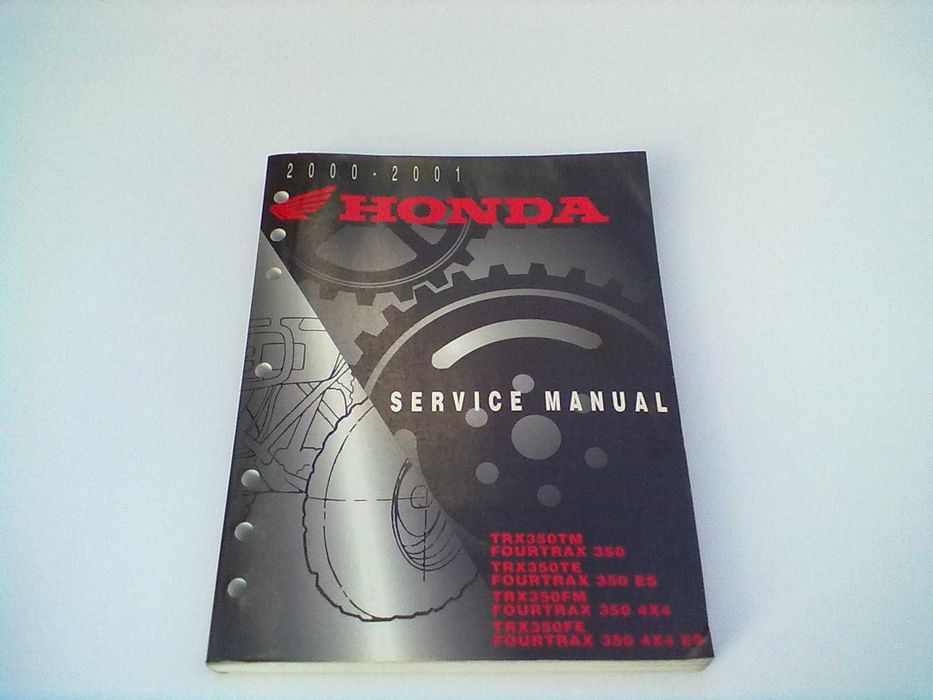 2000-2001
HONDA
SERVICE MANUAL
TRX350TM
FOURTRAX 350
TRX350TE
FOURTRAX 350 ES
TRX350FM
FOURTRAX 350 4X4
TRX350FE
FOURTRAX 350 4X4 ES